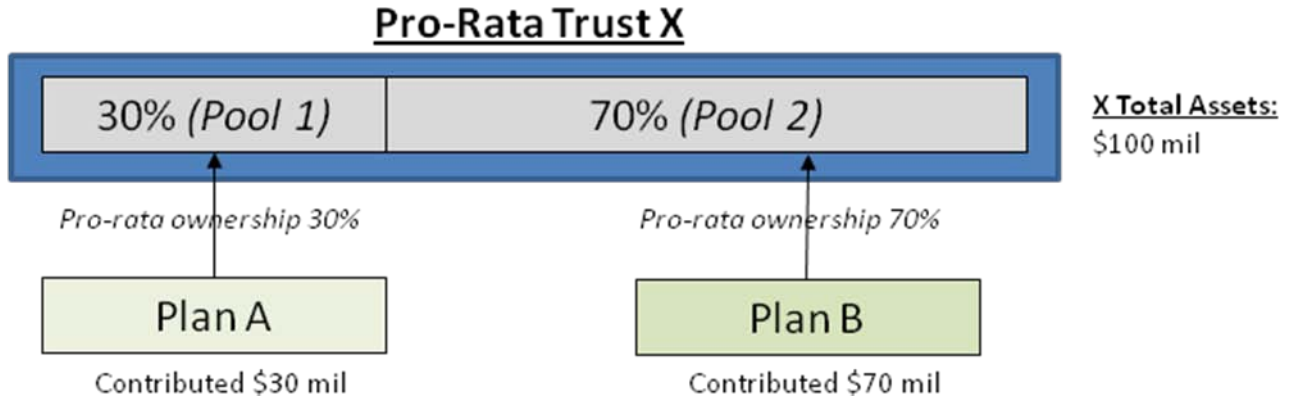 Pro-Rata Trust X
30% (Pool 1)
70% (Pool 2)
X Total Assets:
$100 mil
Pro-rata ownership 30%
Pro-rata ownership 70%
Plan A
Plan B
Contributed $30 mil
Contributed $70 mil